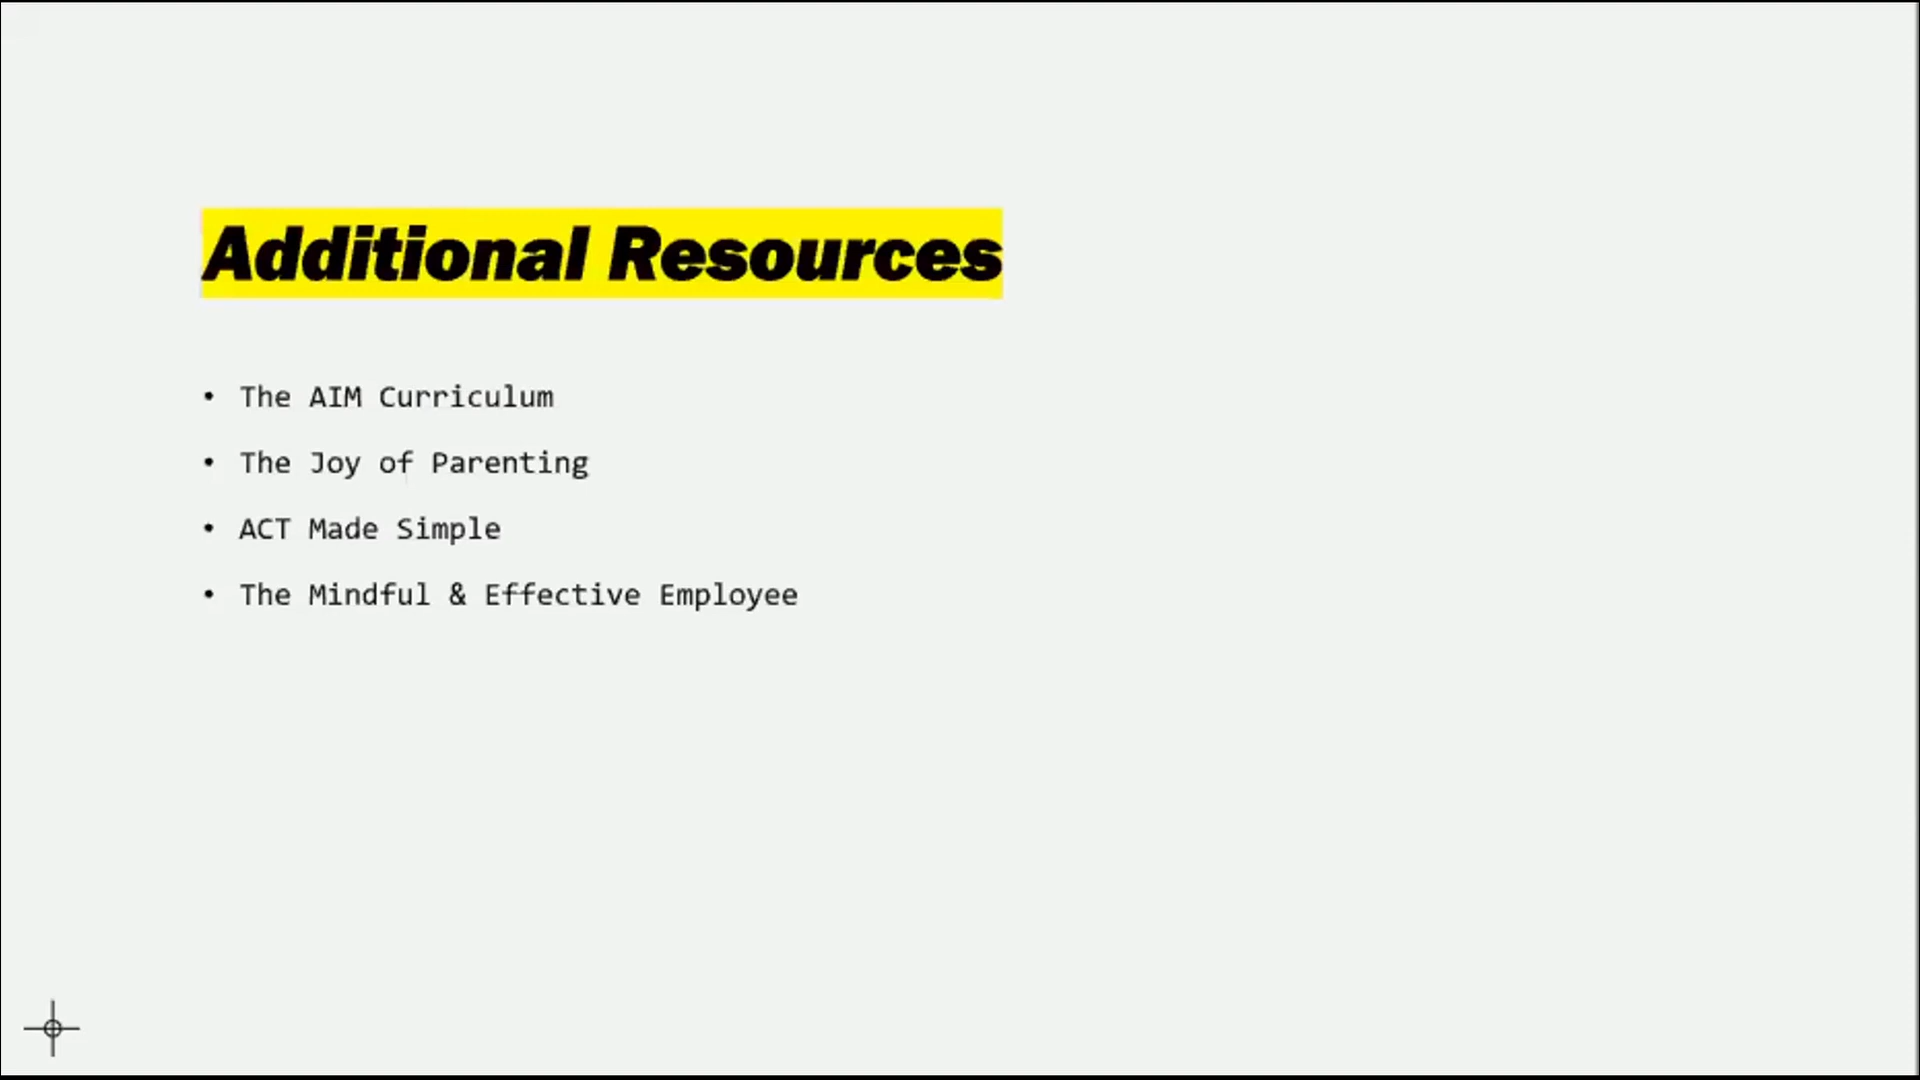 Additional Resources
• The AIM Curriculum
• The Joy of Parenting
• ACT Made Simple
• The Mindful & Effective Employee